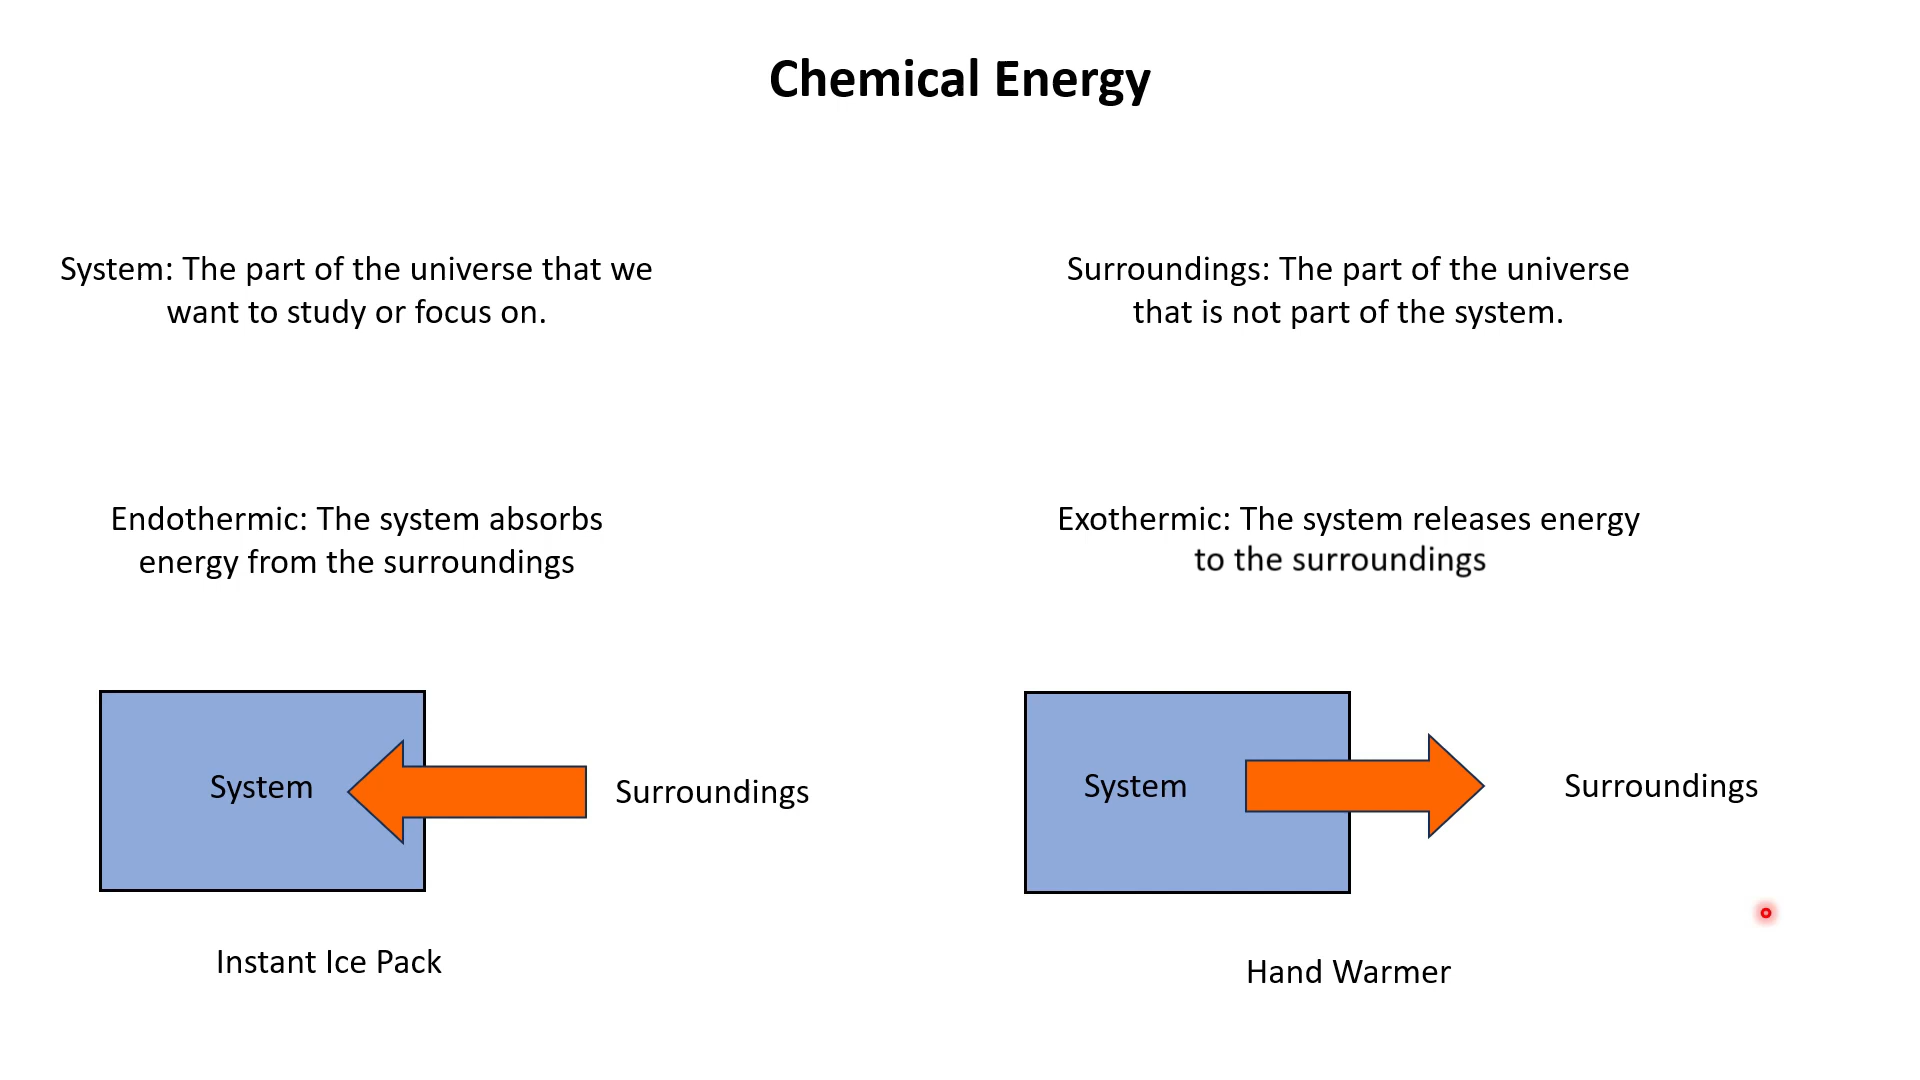 Chemical Energy
System: The part of the universe that we
want to study or focus on.
Surroundings: The part of the universe
that is not part of the system.
Endothermic: The system absorbs
energy from the surroundings
Exothermic: The system releases energy
to the surroundings
System
Surroundings
System
Surroundings
Instant Ice Pack
Hand Warmer